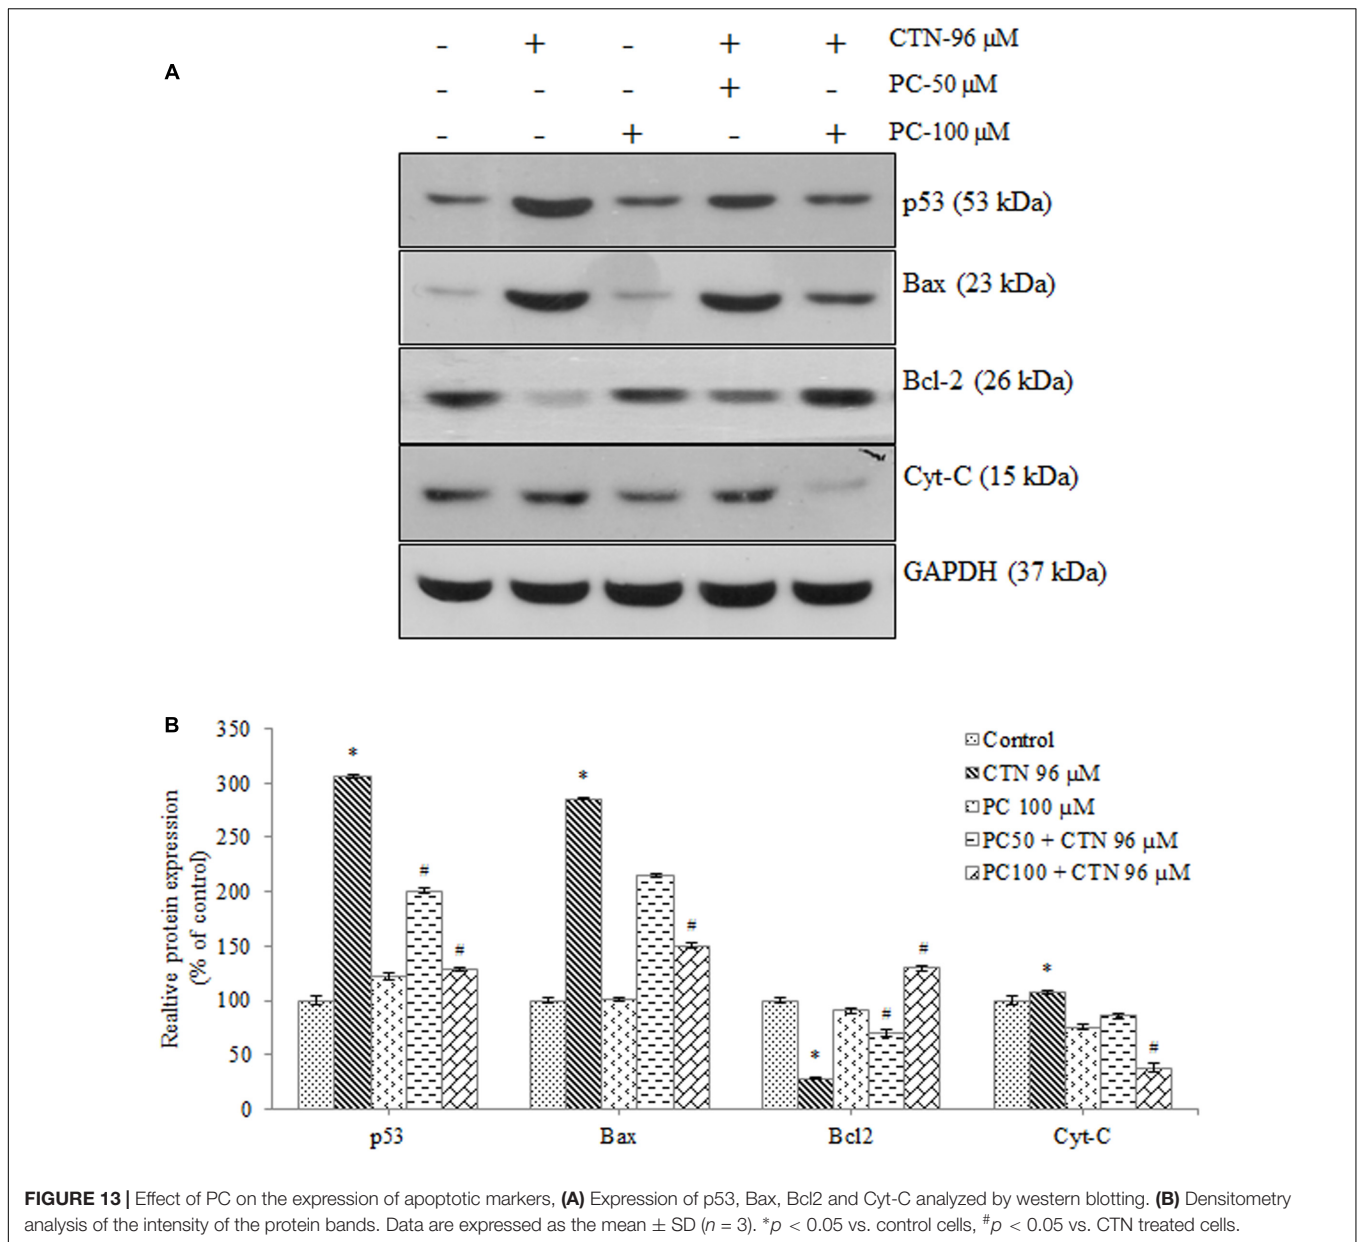 A
- + - + + CTN-96 µM
- - - + - PC-50 µM
- - + - + PC-100 µM
p53 (53 kDa)
Bax (23 kDa)
Bcl-2 (26 kDa)
Cyt-C (15 kDa)
GAPDH (37 kDa)
B
Realtive protein expression
(% of control)
350
300
250
200
150
100
50
0
* # #
* #
* # #
* #
p53 Bax Bcl2 Cyt-C
Control
CTN 96 µM
PC 100 µM
PC50 + CTN 96 µM
PC100 + CTN 96 µM
FIGURE 13 | Effect of PC on the expression of apoptotic markers, (A) Expression of p53, Bax, Bcl2 and Cyt-C analyzed by western blotting. (B) Densitometry
analysis of the intensity of the protein bands. Data are expressed as the mean ± SD (n = 3). *p < 0.05 vs. control cells, #p < 0.05 vs. CTN treated cells.